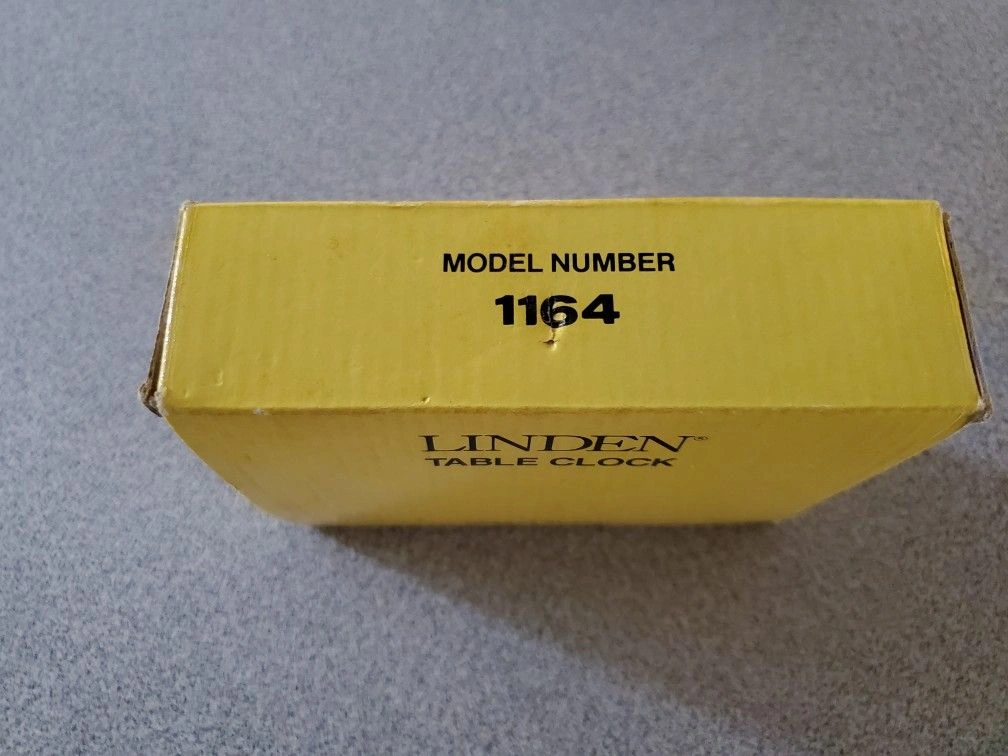 MODEL NUMBER
1164
LINDEN®
TABLE CLOCK